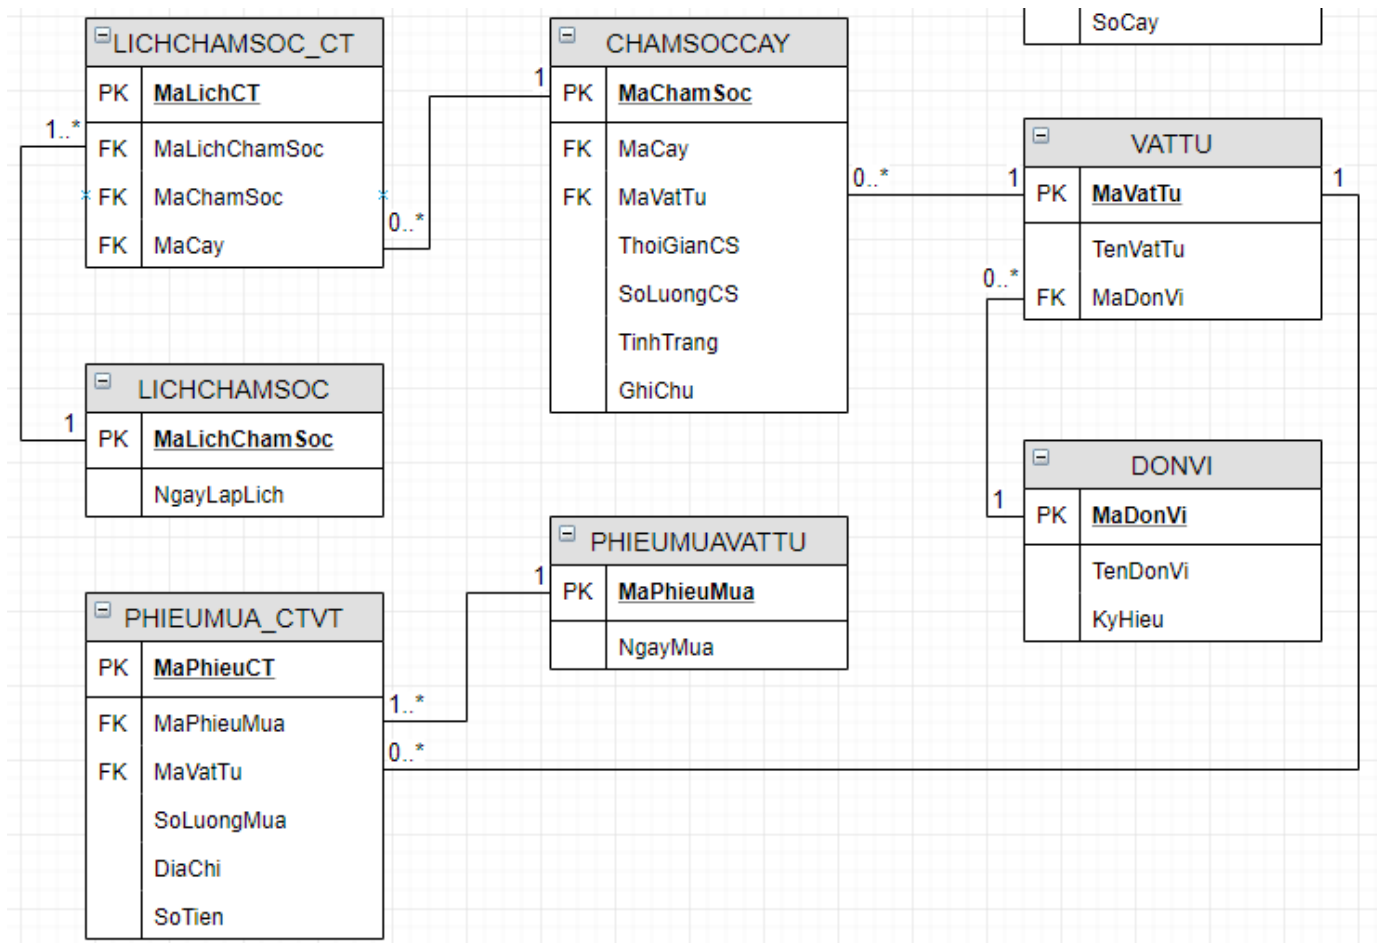 LICHCHAMSOC_CT
PK MaLichCT
FK MaLichChamSoc
FK MaChamSoc
FK MaCay
1..*
0..*
CHAMSOCCAY
1
PK MaChamSoc
FK MaCay
FK MaVatTu
ThoiGianCS
SoLuongCS
TinhTrang
GhiChu
0..*
SoCay
VATTU
1
1
PK MaVatTu
TenVatTu
FK MaDonVi
0..*
LICHCHAMSOC
1
PK MaLichChamSoc
NgayLapLich
DONVI
1
PK MaDonVi
TenDonVi
KyHieu
PHIEUMUAVATTU
1
PK MaPhieuMua
NgayMua
PHIEUMUA_CTVT
PK MaPhieuCT
FK MaPhieuMua
FK MaVatTu
SoLuongMua
DiaChi
SoTien
1..*
0..*